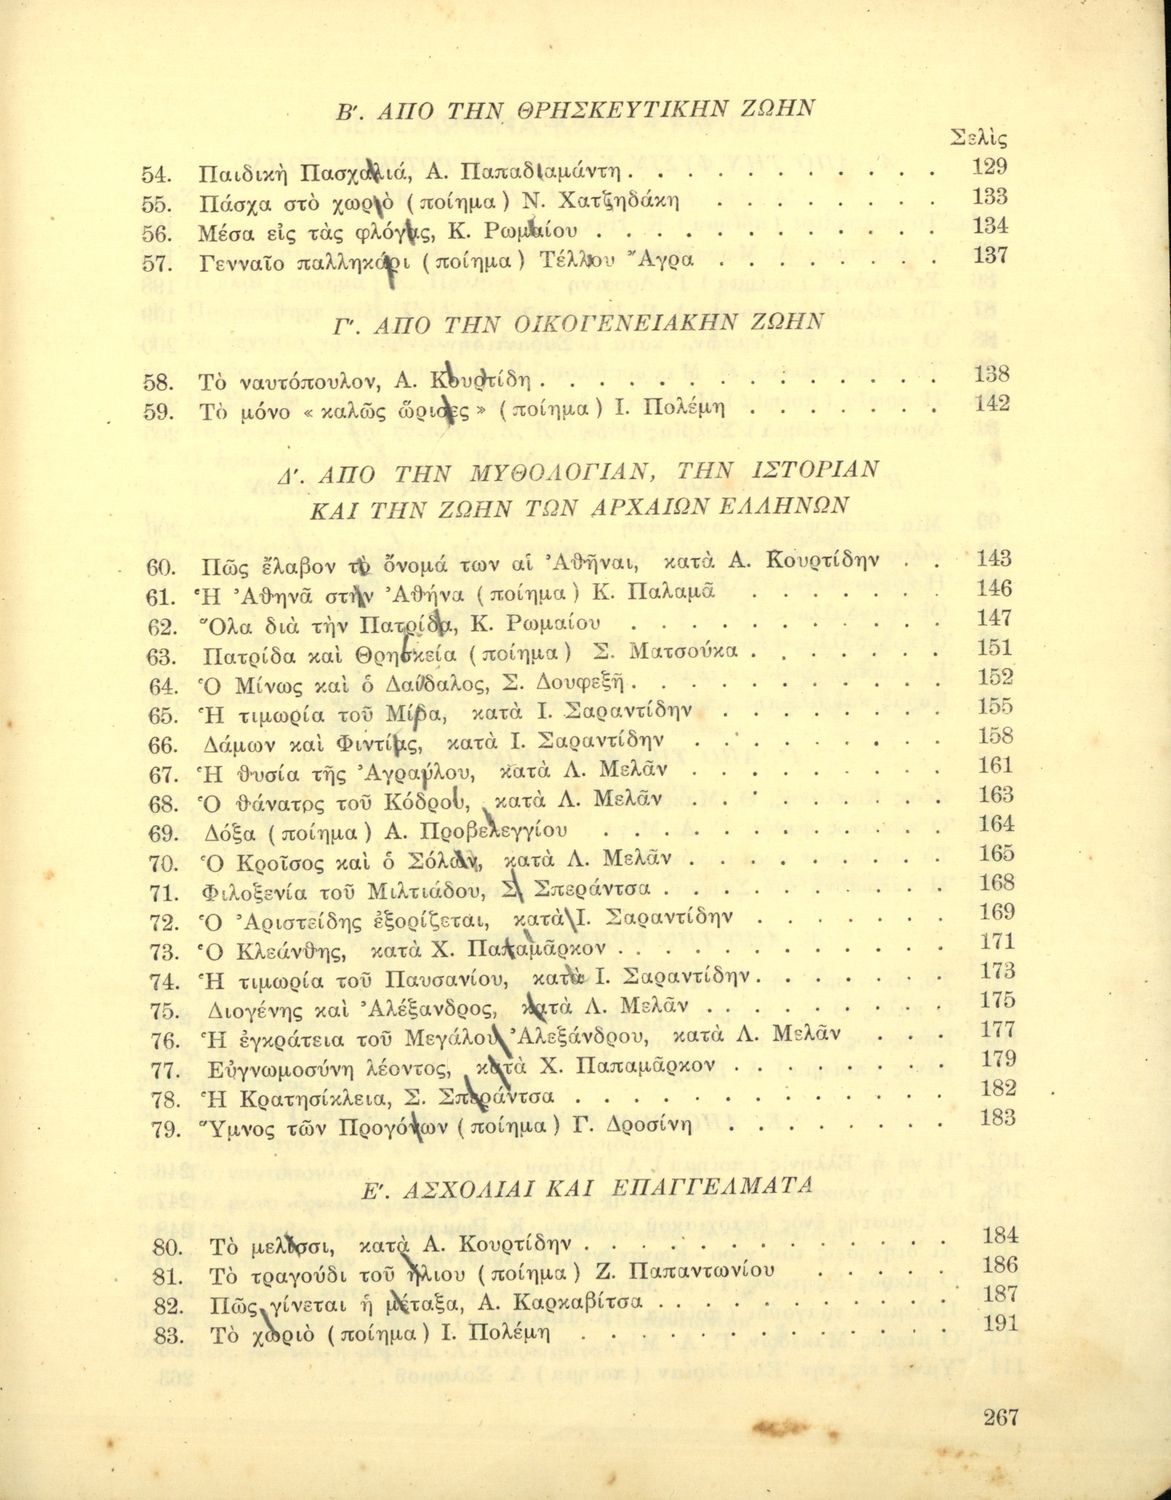 Β'. ΑΠΟ ΤΗΝ ΘΡΗΣΚΕΥΤΙΚΗΝ ΖΩΗΝ
Σελὶς
54. Παιδικὴ Πασχαλιά, Α. Παπαδιαμάντη . . . . . . . . . . . 129
55. Πάσχα στὸ χωριὸ (ποίημα) Ν. Χατζηδάκη . . . . . . . . 133
56. Μέσα εἰς τὰς φλόγας, Κ. Ρωμαίου . . . . . . . . . . . . 134
57. Γενναῖο παλληκάρι (ποίημα) Τέλλου Ἄγρα . . . . . . . . 137
Γ'. ΑΠΟ ΤΗΝ ΟΙΚΟΓΕΝΕΙΑΚΗΝ ΖΩΗΝ
58. Τὸ ναυτόπουλον, Α. Κουρτίδη . . . . . . . . . . . . . . 138
59. Τὸ μόνο « καλῶς ὥρισες » (ποίημα) Ι. Πολέμη . . . . . . . 142
Δ'. ΑΠΟ ΤΗΝ ΜΥΘΟΛΟΓΙΑΝ, ΤΗΝ ΙΣΤΟΡΙΑΝ
ΚΑΙ ΤΗΝ ΖΩΗΝ ΤΩΝ ΑΡΧΑΙΩΝ ΕΛΛΗΝΩΝ
60. Πῶς ἔλαβον τὸ ὄνομά των αἱ Ἀθῆναι, κατὰ Α. Κουρτίδην . . 143
61. Ἡ Ἀθηνᾶ στὴν Ἀθήνα (ποίημα) Κ. Παλαμᾶ . . . . . . . 146
62. Ὅλα διὰ τὴν Πατρίδα, Κ. Ρωμαίου . . . . . . . . . . . 147
63. Πατρίδα καὶ Θρησκεία (ποίημα) Σ. Ματσούκα . . . . . . . 151
64. Ὁ Μίνως καὶ ὁ Δαίδαλος, Σ. Δουφεξῆ . . . . . . . . . . . 152
65. Ἡ τιμωρία τοῦ Μίδα, κατὰ Ι. Σαραντίδην . . . . . . . . 155
66. Δάμων καὶ Φιντίας, κατὰ Ι. Σαραντίδην . . . . . . . . . 158
67. Ἡ θυσία τῆς Ἀγραύλου, κατὰ Λ. Μελᾶν . . . . . . . . . 161
68. Ὁ θάνατος τοῦ Κόδρου, κατὰ Λ. Μελᾶν . . . . . . . . . 163
69. Δόξα (ποίημα) Α. Προβελεγγίου . . . . . . . . . . . . 164
70. Ὁ Κροῖσος καὶ ὁ Σόλων, κατὰ Λ. Μελᾶν . . . . . . . . . 165
71. Φιλοξενία τοῦ Μιλτιάδου, Σ. Σπεράντσα . . . . . . . . . . 168
72. Ὁ Ἀριστείδης ἐξορίζεται, κατὰ Ι. Σαραντίδην . . . . . . . 169
73. Ὁ Κλεάνθης, κατὰ Χ. Παπαμᾶρκον . . . . . . . . . . . . 171
74. Ἡ τιμωρία τοῦ Παυσανίου, κατὰ Ι. Σαραντίδην . . . . . . . 173
75. Διογένης καὶ Ἀλέξανδρος, κατὰ Λ. Μελᾶν . . . . . . . . . 175
76. Ἡ ἐγκράτεια τοῦ Μεγάλου Ἀλεξάνδρου, κατὰ Λ. Μελᾶν . . . 177
77. Εὐγνωμοσύνη λέοντος, κατὰ Χ. Παπαμᾶρκον . . . . . . . . 179
78. Ἡ Κρατησίκλεια, Σ. Σπεράντσα . . . . . . . . . . . . . 182
79. Ὕμνος τῶν Προγόνων (ποίημα) Γ. Δροσίνη . . . . . . . . 183
Ε'. ΑΣΧΟΛΙΑΙ ΚΑΙ ΕΠΑΓΓΕΛΜΑΤΑ
80. Τὸ μελίσσι, κατὰ Α. Κουρτίδην . . . . . . . . . . . . . 184
81. Τὸ τραγούδι τοῦ ἥλιου (ποίημα) Ζ. Παπαντωνίου . . . . . 186
82. Πῶς γίνεται ἡ μέταξα, Α. Καρκαβίτσα . . . . . . . . . . . 187
83. Τὸ χωριὸ (ποίημα) Ι. Πολέμη . . . . . . . . . . . . . 191
267